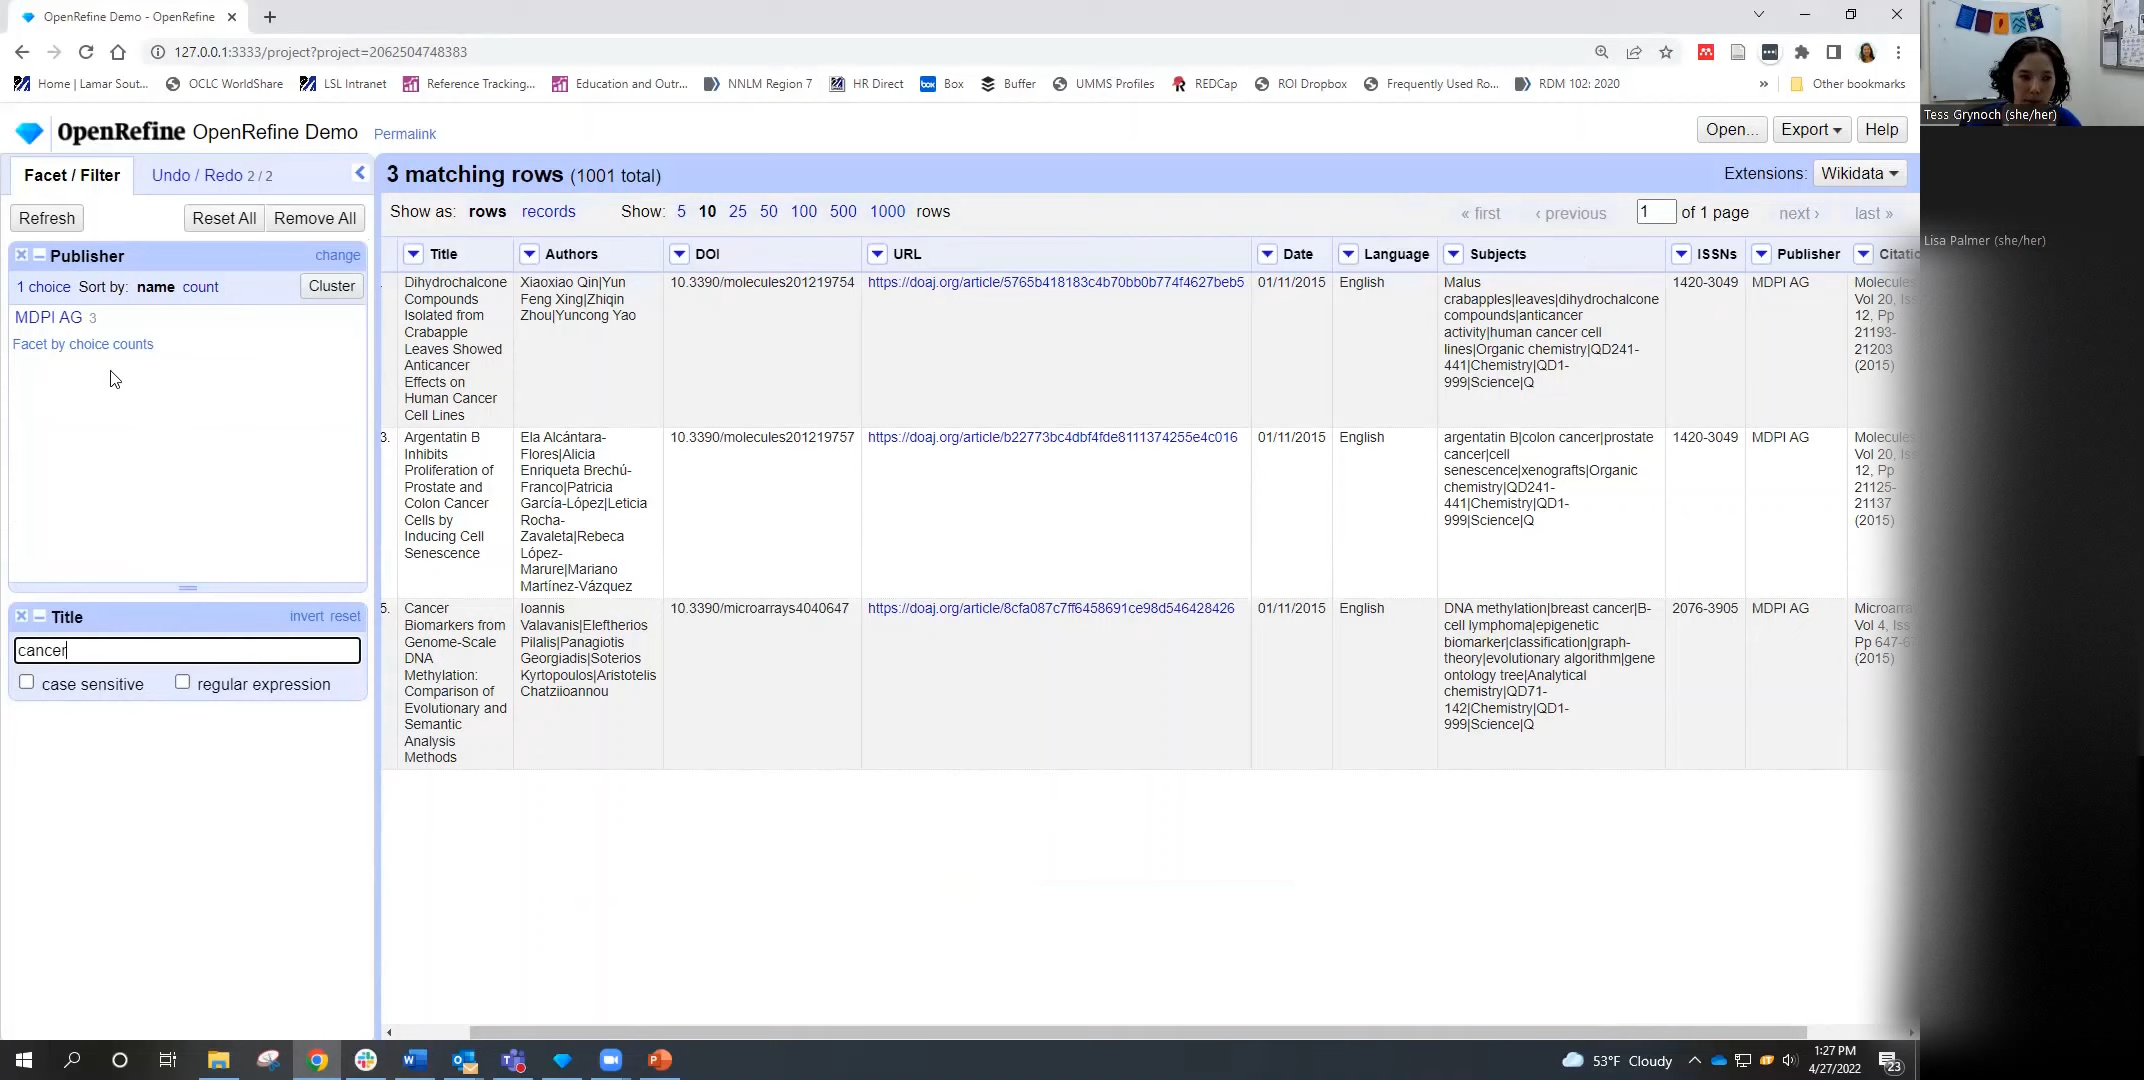 OpenRefine Demo - OpenRefine
127.0.0.1:3333/project?project=2062504748383
Home | Lamar Sout...
OCLC WorldShare
LSL Intranet
Reference Tracking...
Education and Outr...
NNLM Region 7
HR Direct
box Box
Buffer
UMMS Profiles
REDCap
ROI Dropbox
Frequently Used Ro...
RDM 102: 2020
»
Other bookmarks
Tess Grynoch (she/her)
Lisa Palmer (she/her)
OpenRefine OpenRefine Demo Permalink
Open... Export Help
Facet / Filter Undo / Redo 2 / 2
Refresh Reset All Remove All
Publisher change
1 choice Sort by: name count Cluster
MDPI AG 3
Facet by choice counts
Title invert reset
cancer
case sensitive regular expression
3 matching rows (1001 total)
Extensions: Wikidata
Show as: rows records Show: 5 10 25 50 100 500 1000 rows
« first ‹ previous 1 of 1 page next › last »
Title Authors DOI URL Date Language Subjects ISSNs Publisher Citatio
Dihydrochalcone
Compounds
Isolated from
Crabapple
Leaves Showed
Anticancer
Effects on
Human Cancer
Cell Lines
Xiaoxiao Qin|Yun
Feng Xing|Zhiqin
Zhou|Yuncong Yao
10.3390/molecules201219754
https://doaj.org/article/5765b418183c4b70bb0b774f4627beb5
01/11/2015
English
Malus
crabapples|leaves|dihydrochalcone
compounds|anticancer
activity|human cancer cell
lines|Organic chemistry|QD241-
441|Chemistry|QD1-
999|Science|Q
1420-3049
MDPI AG
Molecules
Vol 20, Iss
12, Pp
21193-
21203
(2015)
3.
Argentatin B
Inhibits
Proliferation of
Prostate and
Colon Cancer
Cells by
Inducing Cell
Senescence
Ela Alcántara-
Flores|Alicia
Enriqueta Brechú-
Franco|Patricia
García-López|Leticia
Rocha-
Zavaleta|Rebeca
López-
Marure|Mariano
Martínez-Vázquez
10.3390/molecules201219757
https://doaj.org/article/b22773bc4dbf4fde8111374255e4c016
01/11/2015
English
argentatin B|colon cancer|prostate
cancer|cell
senescence|xenografts|Organic
chemistry|QD241-
441|Chemistry|QD1-
999|Science|Q
1420-3049
MDPI AG
Molecules
Vol 20, Iss
12, Pp
21125-
21137
(2015)
5.
Cancer
Biomarkers from
Genome-Scale
DNA
Methylation:
Comparison of
Evolutionary and
Semantic
Analysis
Methods
Ioannis
Valavanis|Eleftherios
Pilalis|Panagiotis
Georgiadis|Soterios
Kyrtopoulos|Aristotelis
Chatziioannou
10.3390/microarrays4040647
https://doaj.org/article/8cfa087c7ff6458691ce98d546428426
01/11/2015
English
DNA methylation|breast cancer|B-
cell lymphoma|epigenetic
biomarker|classification|graph-
theory|evolutionary algorithm|gene
ontology tree|Analytical
chemistry|QD71-
142|Chemistry|QD1-
999|Science|Q
2076-3905
MDPI AG
Microarra
Vol 4, Iss
Pp 647-6
(2015)
53°F Cloudy
1:27 PM
4/27/2022
23